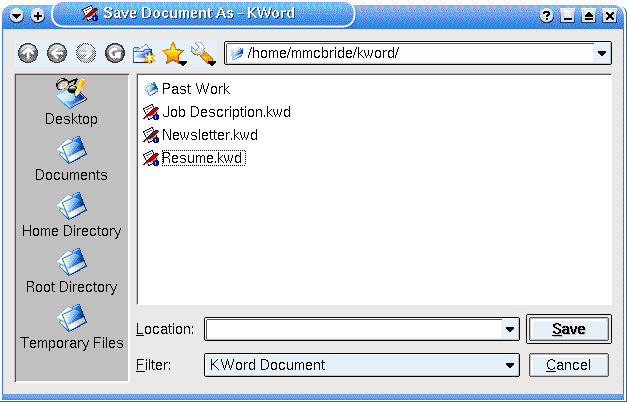 Save Document As - KWord
/home/mmcbride/kword/
Desktop
Documents
Home Directory
Root Directory
Temporary Files
Past Work
Job Description.kwd
Newsletter.kwd
Resume.kwd
Location:
Save
Filter:
KWord Document
Cancel